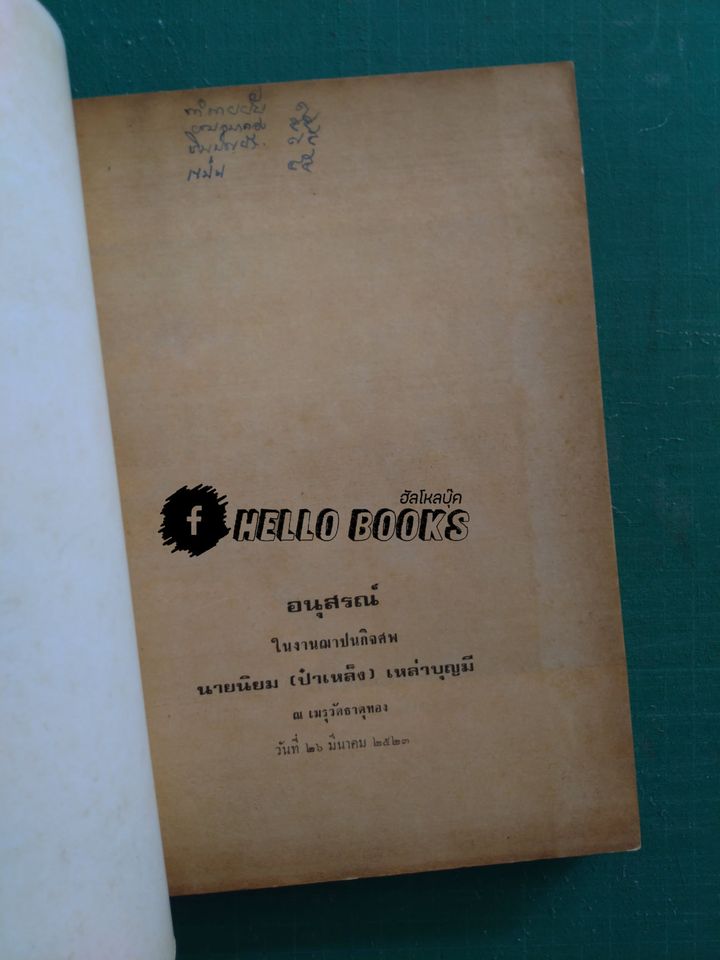 ฮัลโหลบุ๊ค
f HELLO BOOKS
อนุสรณ์
ในงานฌาปนกิจศพ
นายนิยม (ป๋าเหล็ง) เหล่าบุญมี
ณ เมรุวัดธาตุทอง
วันที่ ๒๖ มีนาคม ๒๕๒๓